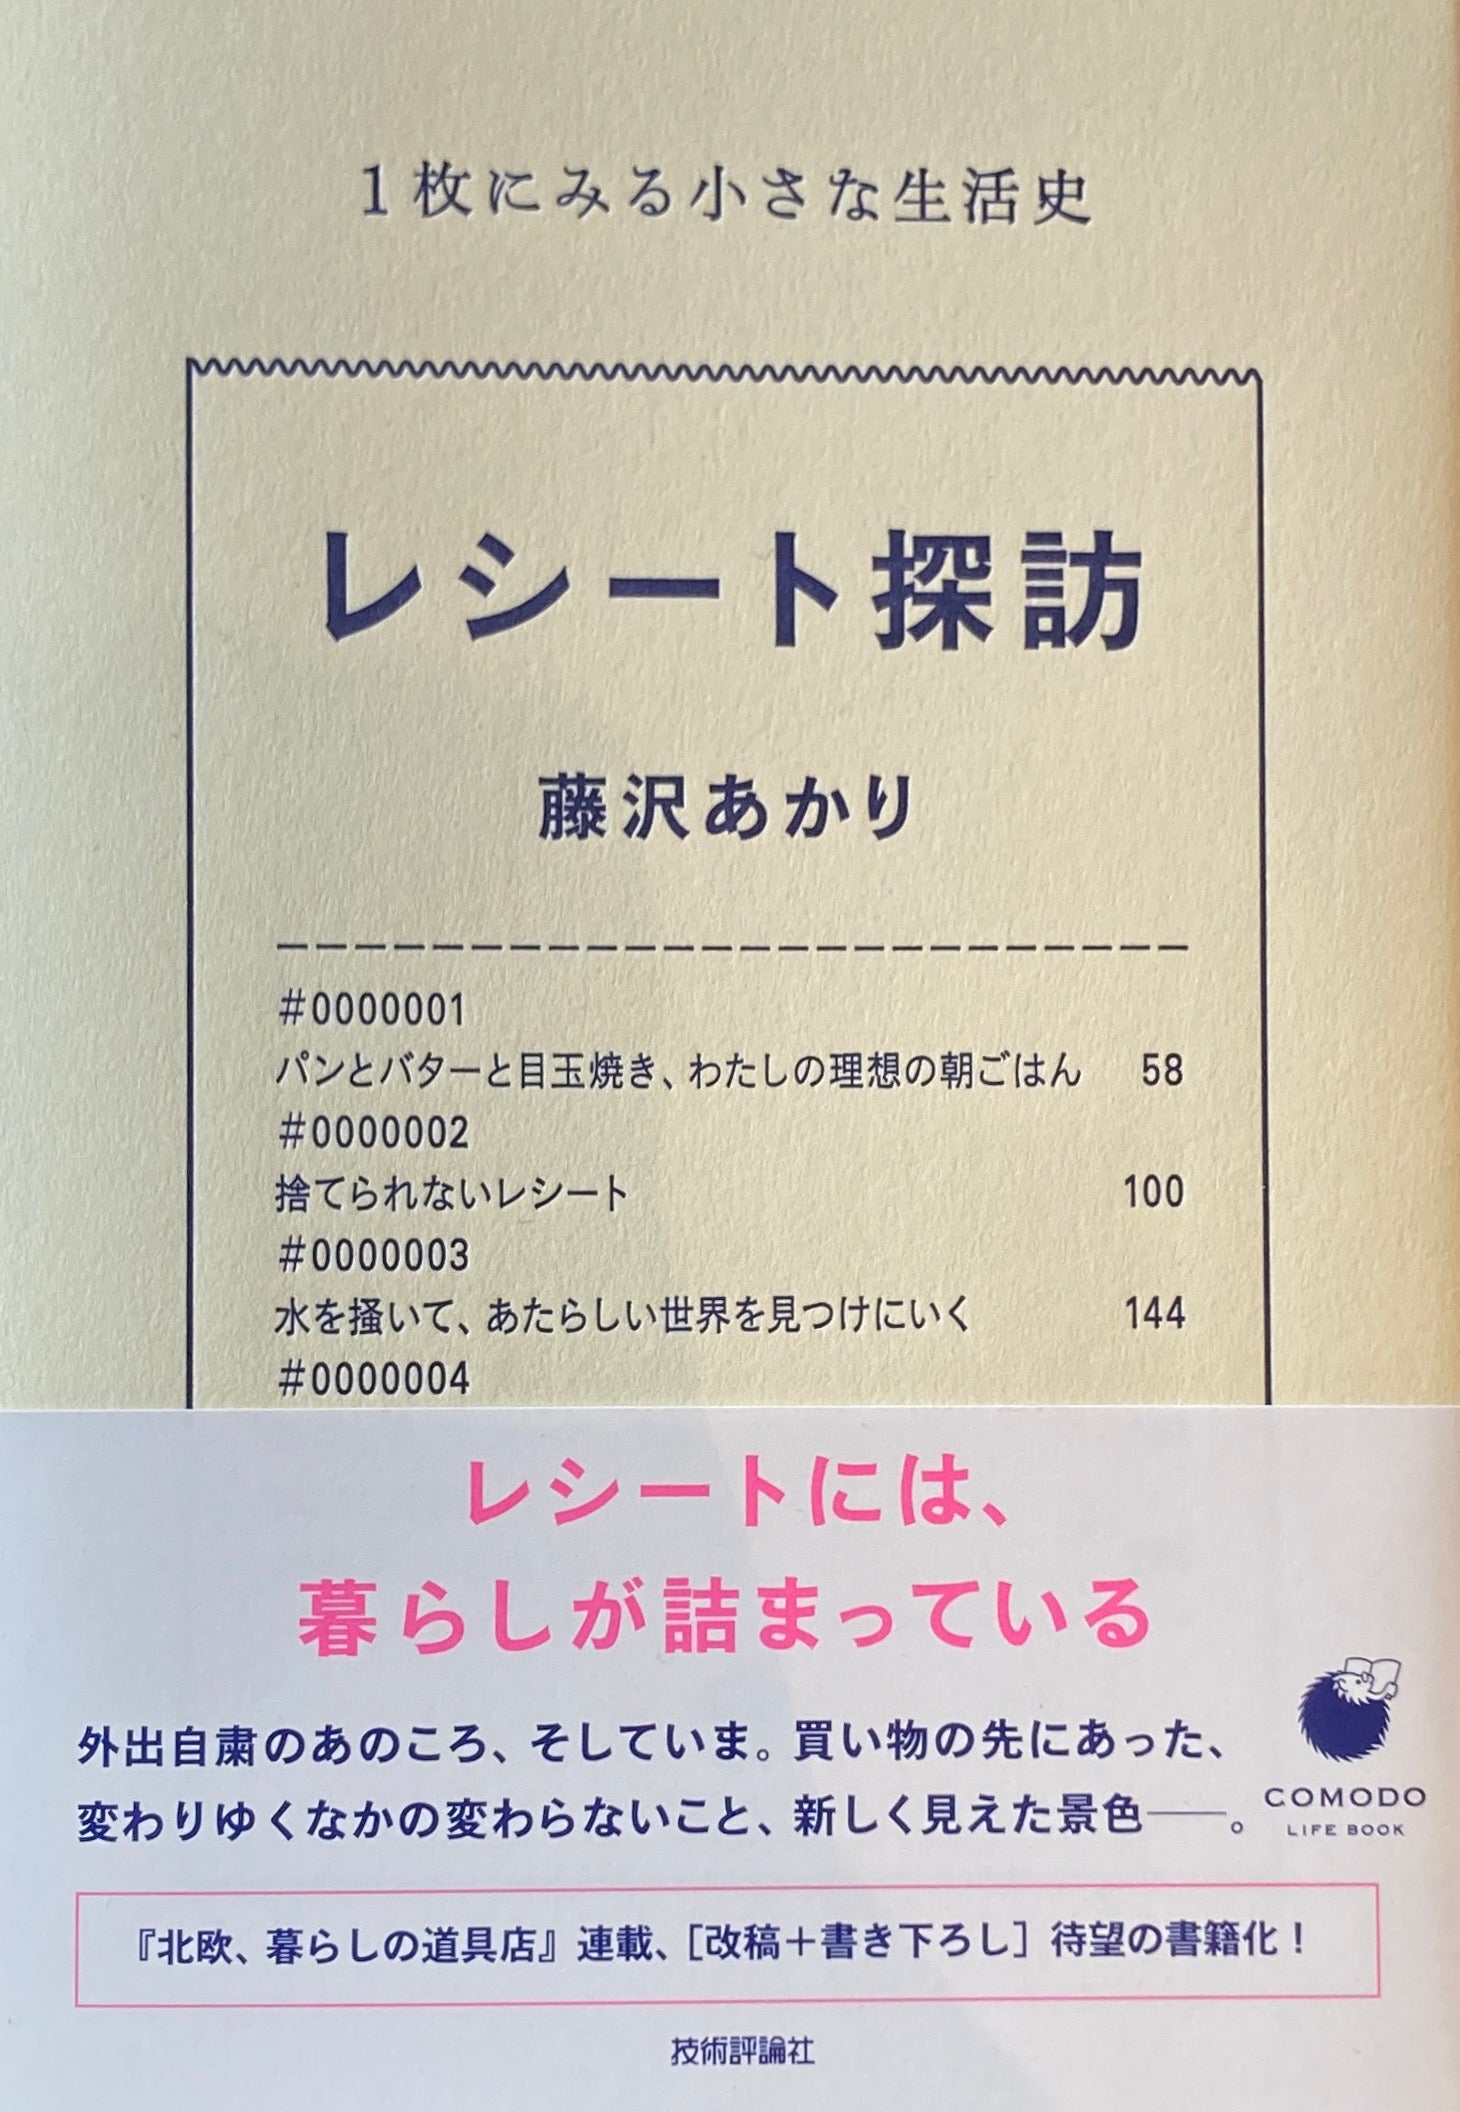 1枚にみる小さな生活史
レシート探訪
藤沢あかり
#0000001
パンとバターと目玉焼き、わたしの理想の朝ごはん 58
#0000002
捨てられないレシート 100
#0000003
水を掻いて、あたらしい世界を見つけにいく 144
#0000004
レシートには、
暮らしが詰まっている
外出自粛のあのころ、そしていま。買い物の先にあった、
変わりゆくなかの変わらないこと、新しく見えた景色――。
COMODO
LIFE BOOK
『北欧、暮らしの道具店』連載、[改稿＋書き下ろし]待望の書籍化！
技術評論社